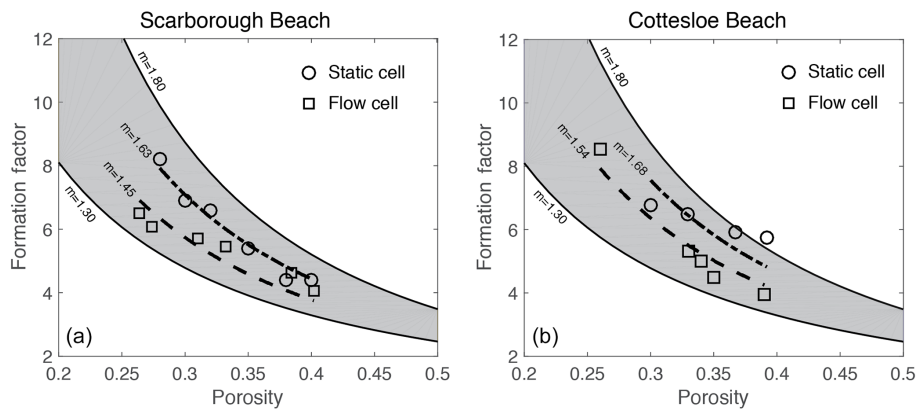 Scarborough Beach
12
10
8
6
4
2
Formation factor
m=1.80
m=1.63
m=1.45
m=1.30
Static cell
Flow cell
(a)
0.2 0.25 0.3 0.35 0.4 0.45 0.5
Porosity
Cottesloe Beach
12
10
8
6
4
2
Formation factor
m=1.80
m=1.54
m=1.68
m=1.30
Static cell
Flow cell
(b)
0.2 0.25 0.3 0.35 0.4 0.45 0.5
Porosity